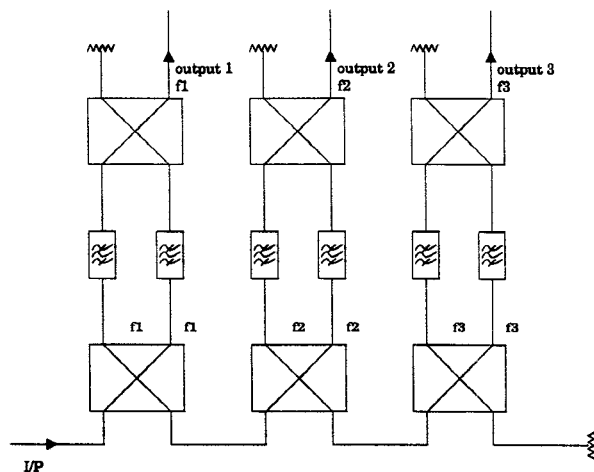 output 1
f1
output 2
f2
output 3
f3
f1 f1
f2 f2
f3 f3
I/P